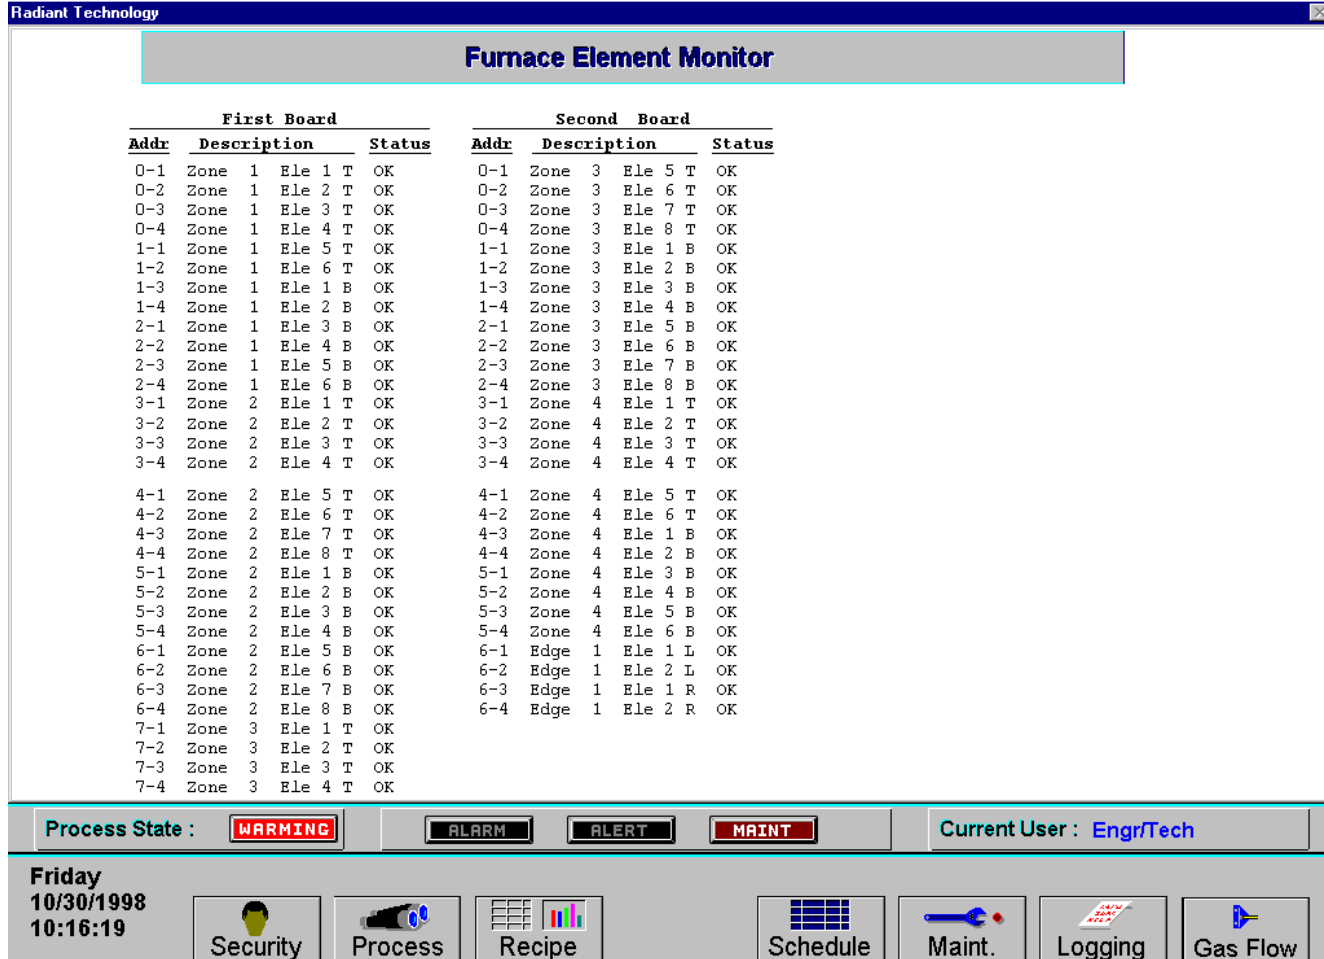 Radiant Technology
Furnace Element Monitor
First Board Second Board
Addr Description Status Addr Description Status
0-1 Zone 1 Ele 1 T OK 0-1 Zone 3 Ele 5 T OK
0-2 Zone 1 Ele 2 T OK 0-2 Zone 3 Ele 6 T OK
0-3 Zone 1 Ele 3 T OK 0-3 Zone 3 Ele 7 T OK
0-4 Zone 1 Ele 4 T OK 0-4 Zone 3 Ele 8 T OK
1-1 Zone 1 Ele 5 T OK 1-1 Zone 3 Ele 1 B OK
1-2 Zone 1 Ele 6 T OK 1-2 Zone 3 Ele 2 B OK
1-3 Zone 1 Ele 1 B OK 1-3 Zone 3 Ele 3 B OK
1-4 Zone 1 Ele 2 B OK 1-4 Zone 3 Ele 4 B OK
2-1 Zone 1 Ele 3 B OK 2-1 Zone 3 Ele 5 B OK
2-2 Zone 1 Ele 4 B OK 2-2 Zone 3 Ele 6 B OK
2-3 Zone 1 Ele 5 B OK 2-3 Zone 3 Ele 7 B OK
2-4 Zone 1 Ele 6 B OK 2-4 Zone 3 Ele 8 B OK
3-1 Zone 2 Ele 1 T OK 3-1 Zone 4 Ele 1 T OK
3-2 Zone 2 Ele 2 T OK 3-2 Zone 4 Ele 2 T OK
3-3 Zone 2 Ele 3 T OK 3-3 Zone 4 Ele 3 T OK
3-4 Zone 2 Ele 4 T OK 3-4 Zone 4 Ele 4 T OK
4-1 Zone 2 Ele 5 T OK 4-1 Zone 4 Ele 5 T OK
4-2 Zone 2 Ele 6 T OK 4-2 Zone 4 Ele 6 T OK
4-3 Zone 2 Ele 7 T OK 4-3 Zone 4 Ele 1 B OK
4-4 Zone 2 Ele 8 T OK 4-4 Zone 4 Ele 2 B OK
5-1 Zone 2 Ele 1 B OK 5-1 Zone 4 Ele 3 B OK
5-2 Zone 2 Ele 2 B OK 5-2 Zone 4 Ele 4 B OK
5-3 Zone 2 Ele 3 B OK 5-3 Zone 4 Ele 5 B OK
5-4 Zone 2 Ele 4 B OK 5-4 Zone 4 Ele 6 B OK
6-1 Zone 2 Ele 5 B OK 6-1 Edge 1 Ele 1 L OK
6-2 Zone 2 Ele 6 B OK 6-2 Edge 1 Ele 2 L OK
6-3 Zone 2 Ele 7 B OK 6-3 Edge 1 Ele 1 R OK
6-4 Zone 2 Ele 8 B OK 6-4 Edge 1 Ele 2 R OK
7-1 Zone 3 Ele 1 T OK
7-2 Zone 3 Ele 2 T OK
7-3 Zone 3 Ele 3 T OK
7-4 Zone 3 Ele 4 T OK
Process State : WARMING ALARM ALERT MAINT Current User : Engr/Tech
Friday
10/30/1998
10:16:19
Security Process Recipe Schedule Maint. Logging Gas Flow